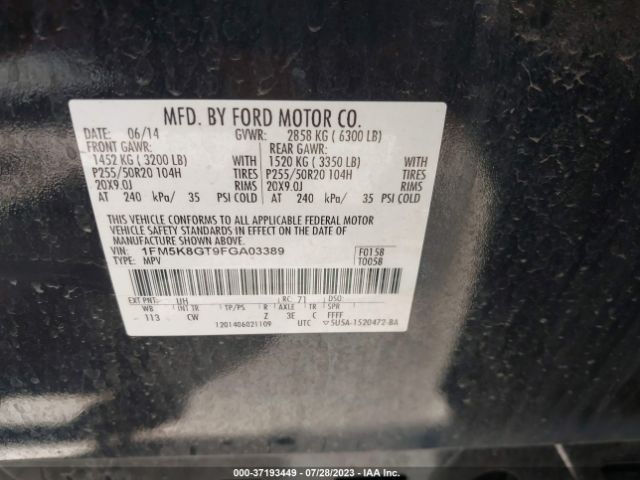 MFD. BY FORD MOTOR CO.
DATE: 06/14 GVWR: 2858 KG ( 6300 LB)
FRONT GAWR: REAR GAWR:
1452 KG ( 3200 LB) WITH 1520 KG ( 3350 LB) WITH
P255/50R20 104H TIRES P255/50R20 104H TIRES
20X9.0J RIMS 20X9.0J RIMS
AT 240 kPa/ 35 PSI COLD AT 240 kPa/ 35 PSI COLD
THIS VEHICLE CONFORMS TO ALL APPLICABLE FEDERAL MOTOR
VEHICLE SAFETY AND THEFT PREVENTION STANDARDS IN EFFECT ON THE DATE OF
MANUFACTURE SHOWN ABOVE.
VIN: 1FM5K8GT9FGA03389 F0158
TYPE: MPV T0058
EXT PNT: UH RC: 71 DSO:
WB INT TR TP/PS R AXLE TR SPR
113 CW Z 3E C FFFF
1201406021109 UTC 5U5A-1520472-BA
000-37193449 - 07/28/2023 - IAA Inc.